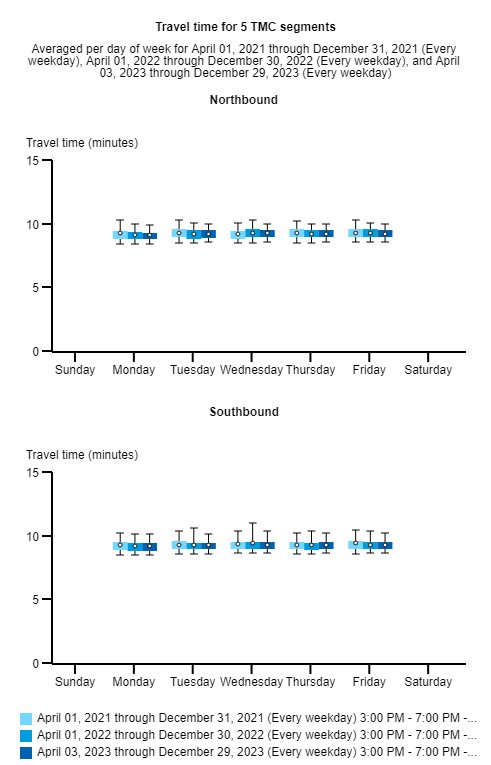 Travel time for 5 TMC segments
Averaged per day of week for April 01, 2021 through December 31, 2021 (Every
weekday), April 01, 2022 through December 30, 2022 (Every weekday), and April
03, 2023 through December 29, 2023 (Every weekday)
Northbound
Travel time (minutes)
15
10
5
0
Sunday Monday Tuesday Wednesday Thursday Friday Saturday
Southbound
Travel time (minutes)
15
10
5
0
Sunday Monday Tuesday Wednesday Thursday Friday Saturday
April 01, 2021 through December 31, 2021 (Every weekday) 3:00 PM - 7:00 PM -...
April 01, 2022 through December 30, 2022 (Every weekday) 3:00 PM - 7:00 PM -...
April 03, 2023 through December 29, 2023 (Every weekday) 3:00 PM - 7:00 PM -...